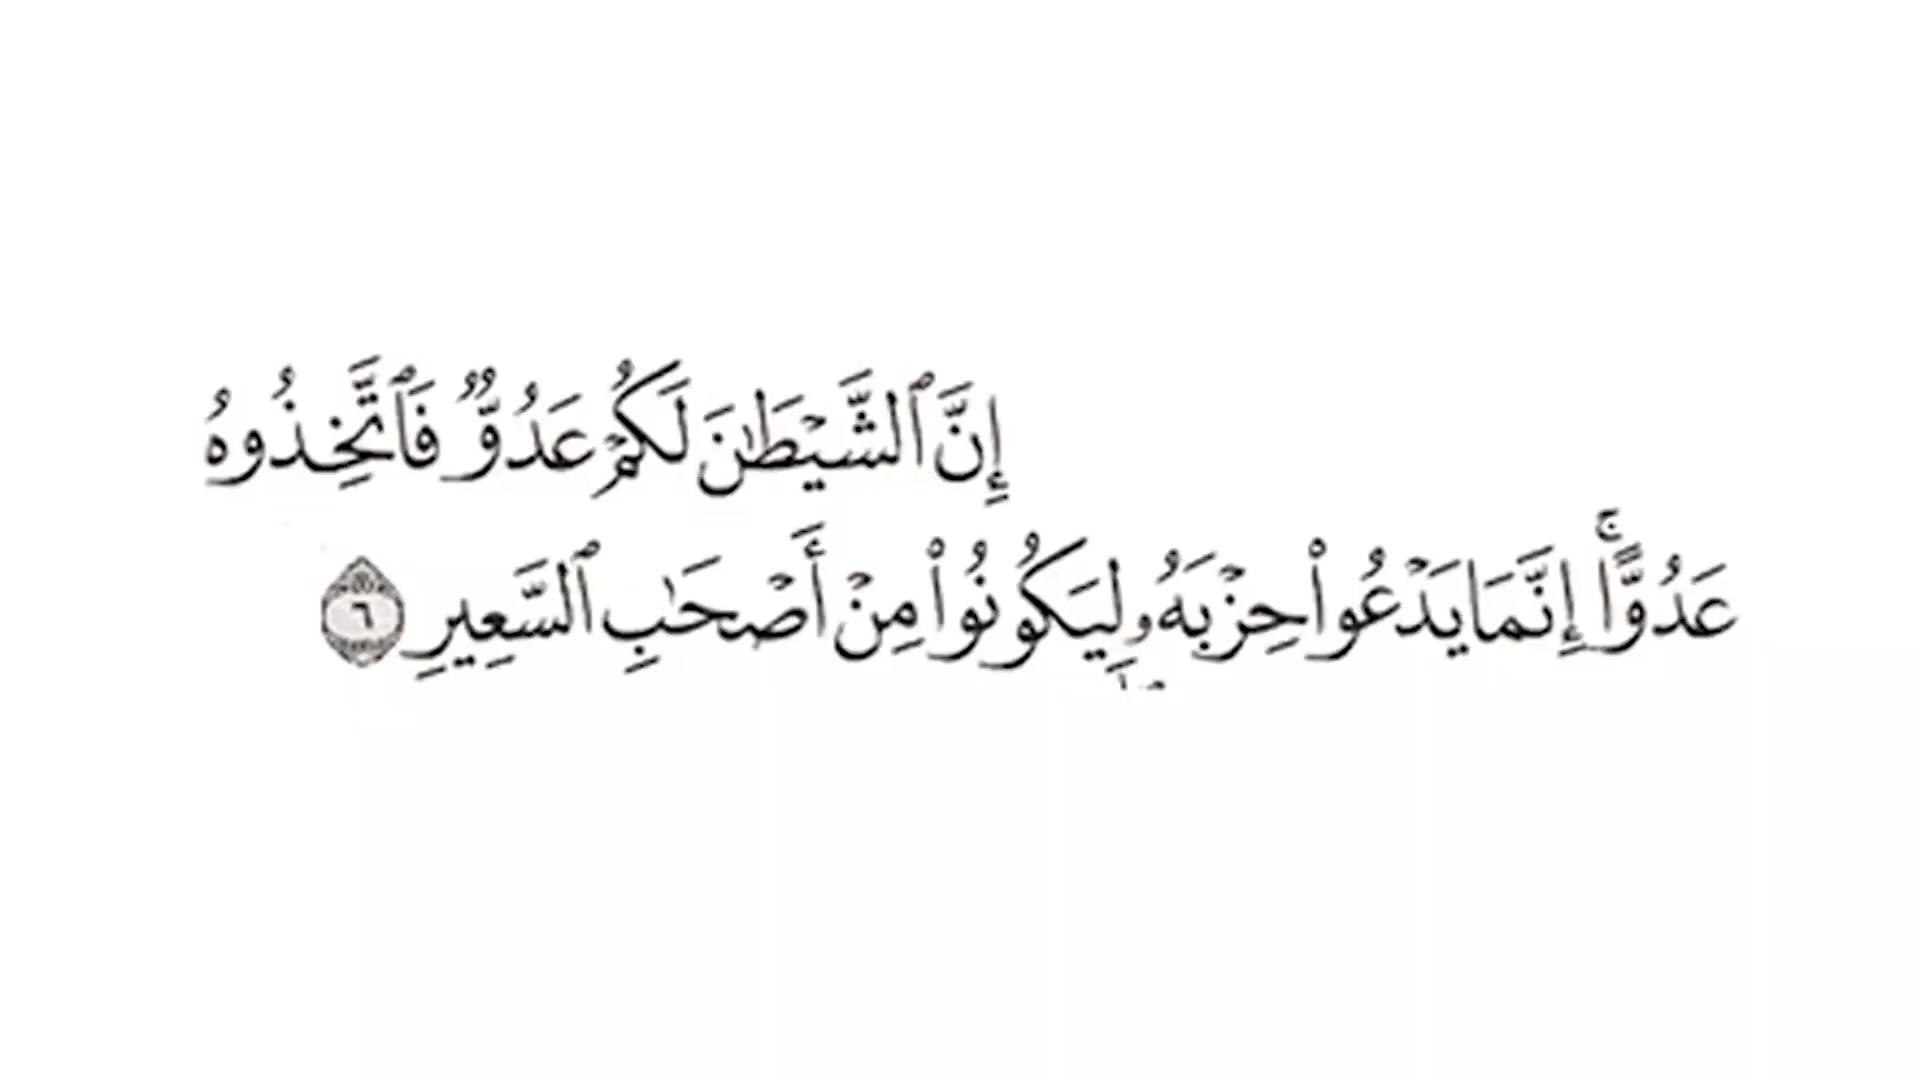 إِنَّ ٱلشَّيْطَٰنَ لَكُمْ عَدُوٌّ فَٱتَّخِذُوهُ
عَدُوًّاۚ إِنَّمَا يَدْعُوا۟ حِزْبَهُۥ لِيَكُونُوا۟ مِنْ أَصْحَٰبِ ٱلسَّعِيرِ ٦